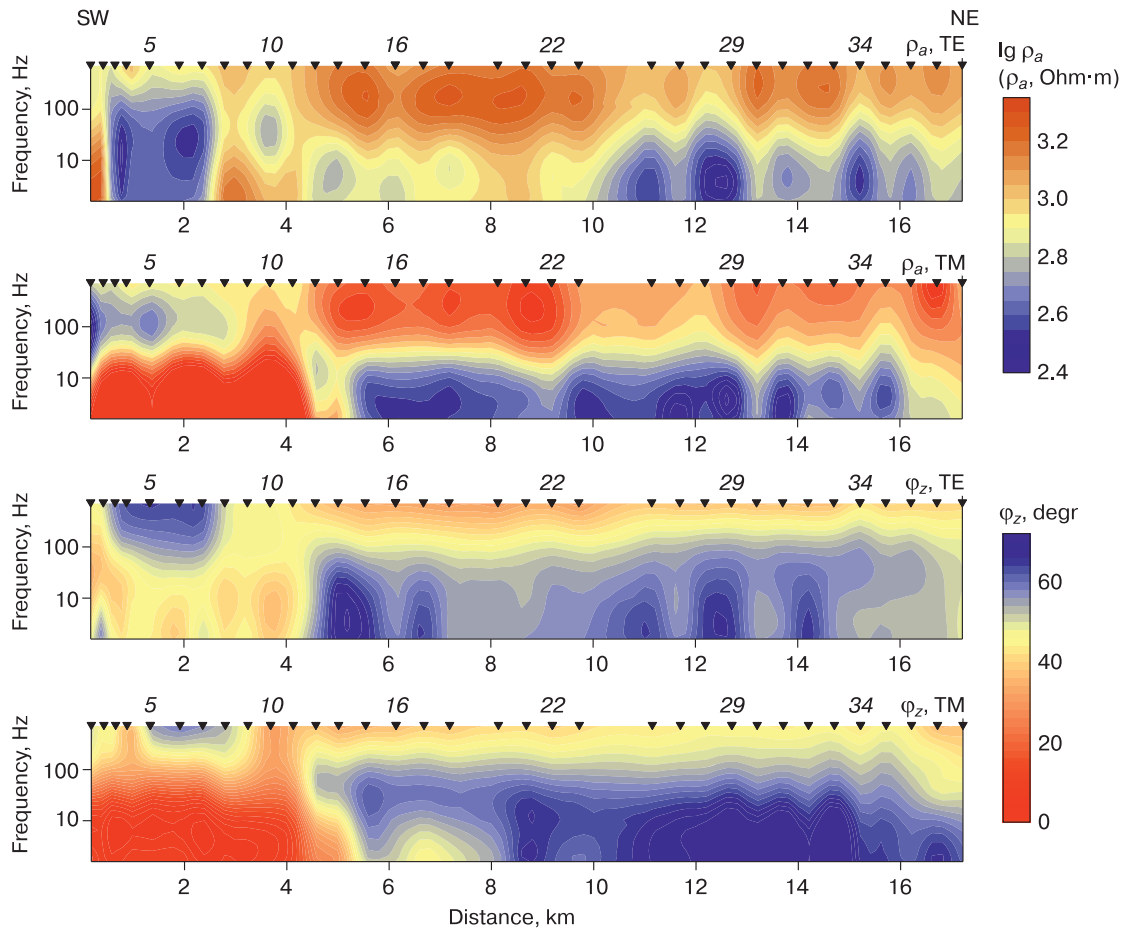 SW NE
5 10 16 22 29 34 ρa, TE
Frequency, Hz
100
10
2 4 6 8 10 12 14 16
5 10 16 22 29 34 ρa, TM
Frequency, Hz
100
10
2 4 6 8 10 12 14 16
5 10 16 22 29 34 φz, TE
Frequency, Hz
100
10
2 4 6 8 10 12 14 16
5 10 16 22 29 34 φz, TM
Frequency, Hz
100
10
2 4 6 8 10 12 14 16
Distance, km
lg ρa
(ρa, Ohm·m)
3.2
3.0
2.8
2.6
2.4
φz, degr
60
40
20
0